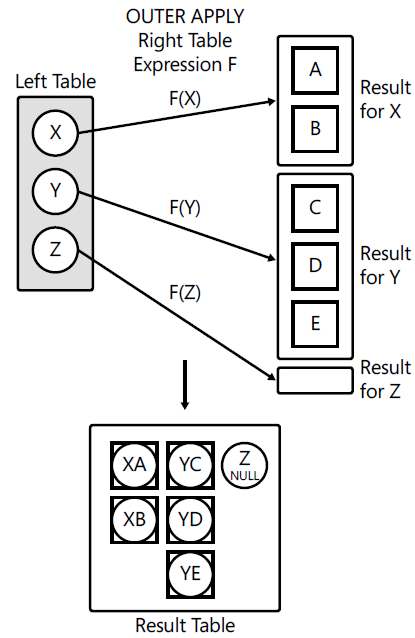 OUTER APPLY
Right Table
Expression F
Left Table
X
Y
Z
F(X)
F(Y)
F(Z)
A
B
Result
for X
C
D
E
Result
for Y
Result
for Z
XA
YC
Z
NULL
XB
YD
YE
Result Table